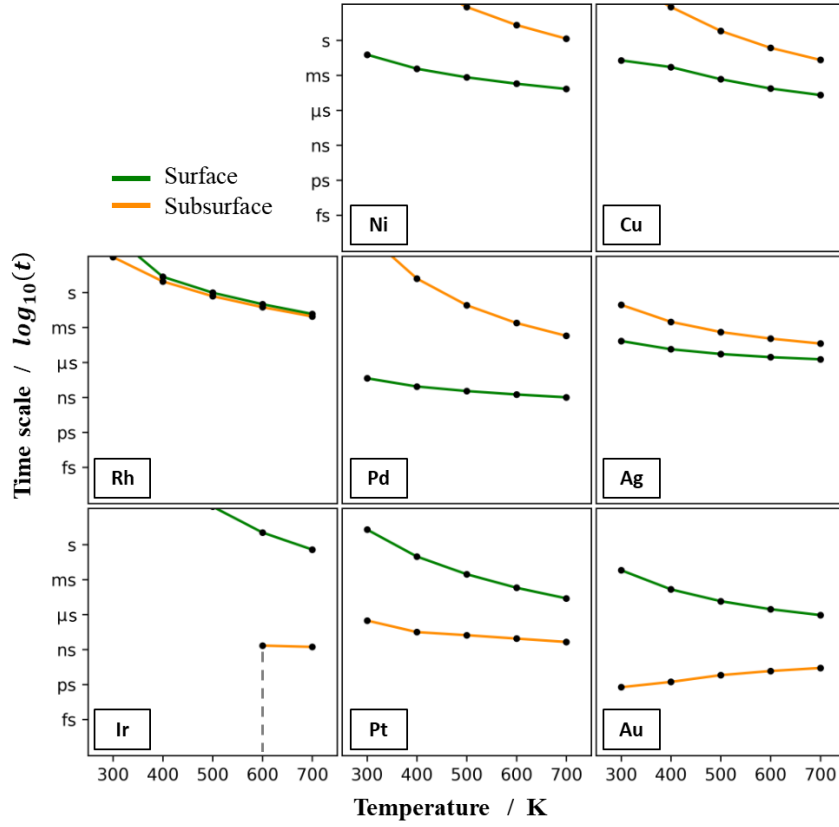 s
ms
µs
ns
ps
fs
Ni
Cu
Surface
Subsurface
Time scale / log₁₀(t)
s
ms
µs
ns
ps
fs
Rh
Pd
Ag
s
ms
µs
ns
ps
fs
Ir
Pt
Au
300 400 500 600 700
300 400 500 600 700
300 400 500 600 700
Temperature / K